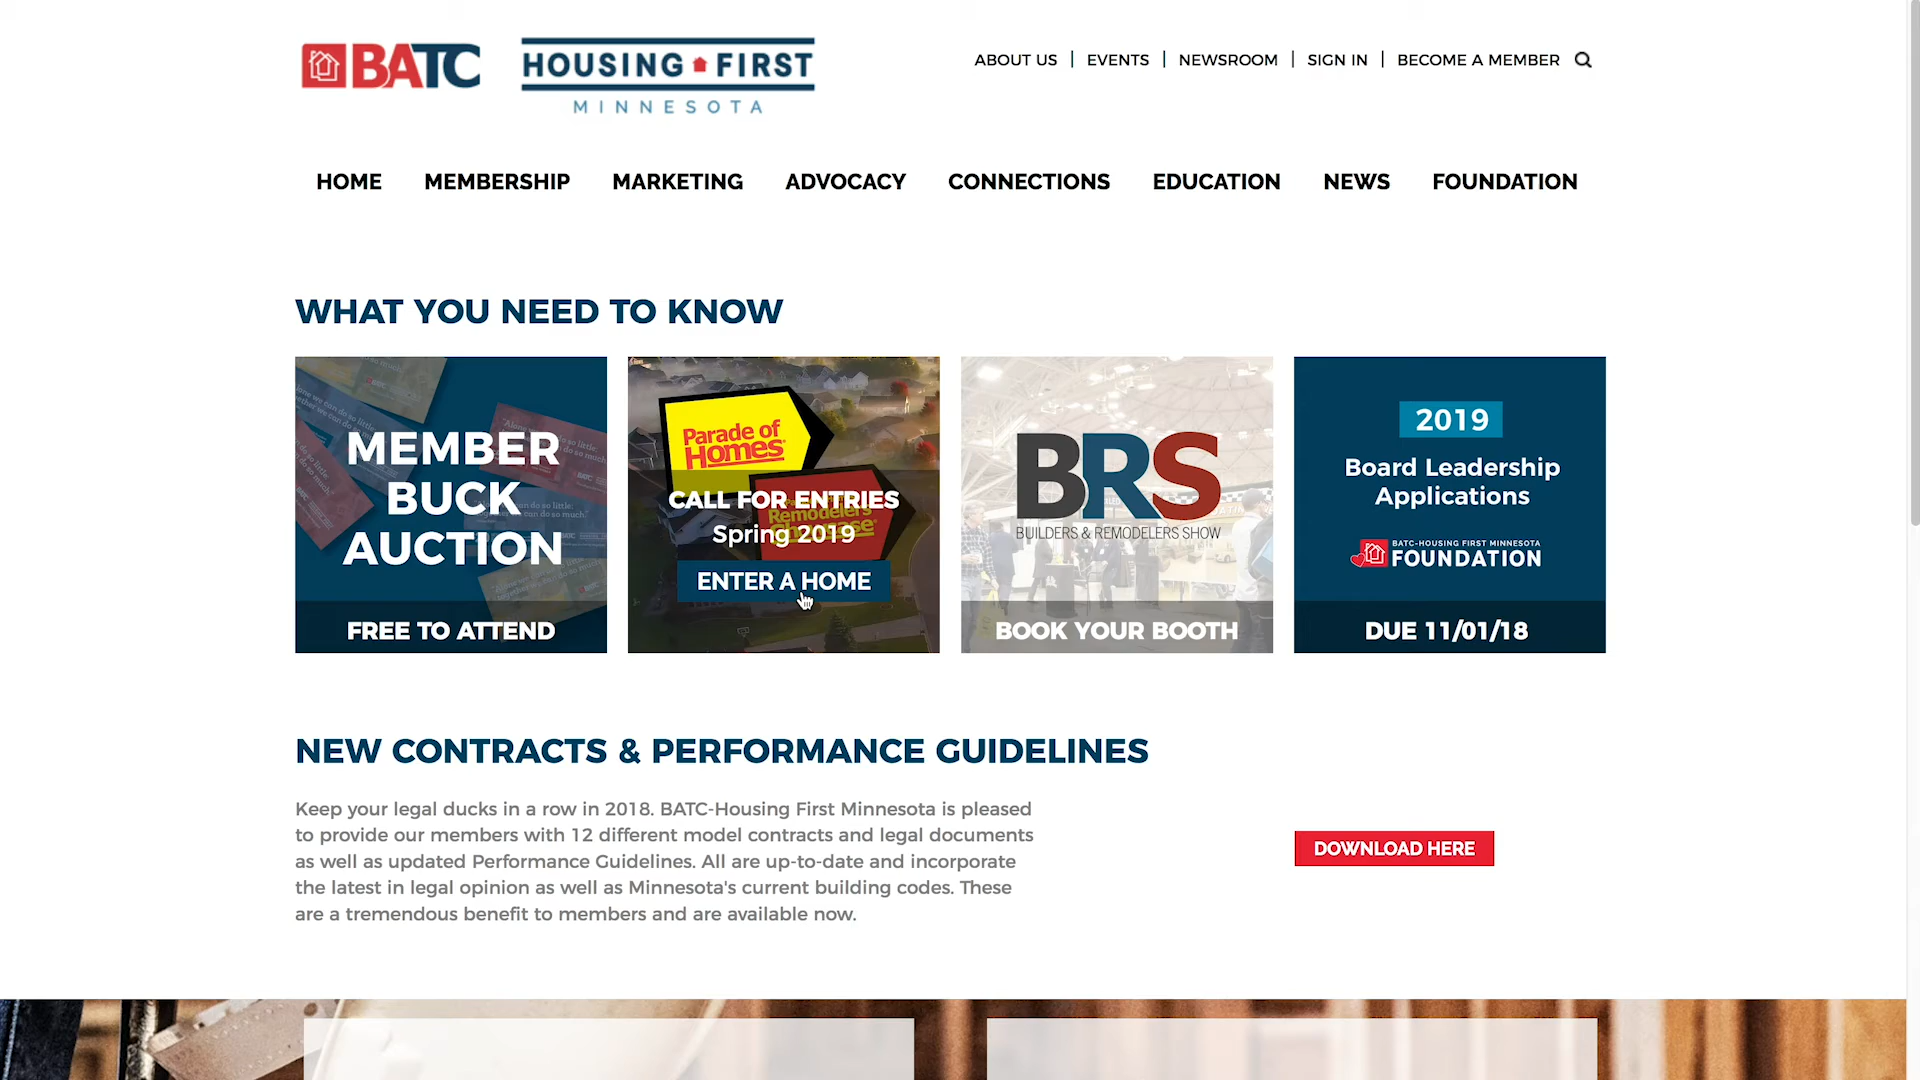 BATC
HOUSING FIRST
MINNESOTA
ABOUT US | EVENTS | NEWSROOM | SIGN IN | BECOME A MEMBER
HOME MEMBERSHIP MARKETING ADVOCACY CONNECTIONS EDUCATION NEWS FOUNDATION
WHAT YOU NEED TO KNOW
MEMBER
BUCK
AUCTION
FREE TO ATTEND
Parade of
Homes
CALL FOR ENTRIES
Remodelers
Showcase
Spring 2019
ENTER A HOME
BRS
BUILDERS & REMODELERS SHOW
BOOK YOUR BOOTH
2019
Board Leadership
Applications
BATC-HOUSING FIRST MINNESOTA
FOUNDATION
DUE 11/01/18
NEW CONTRACTS & PERFORMANCE GUIDELINES
Keep your legal ducks in a row in 2018. BATC-Housing First Minnesota is pleased
to provide our members with 12 different model contracts and legal documents
as well as updated Performance Guidelines. All are up-to-date and incorporate
the latest in legal opinion as well as Minnesota's current building codes. These
are a tremendous benefit to members and are available now.
DOWNLOAD HERE